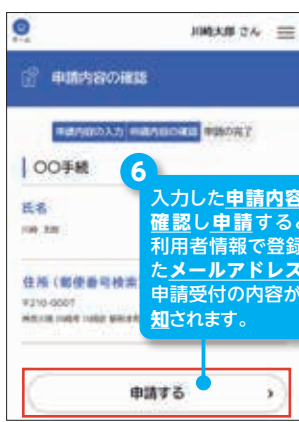 ホーム
川崎太郎 さん
申請内容の確認
申請内容の入力 申請内容の確認 申請の完了
〇〇手続
6
入力した申請内容
確認し申請すると
利用者情報で登録
たメールアドレス
申請受付の内容が
知されます。
氏名
川崎 太郎
住所（郵便番号検索
〒210-0007
申請する